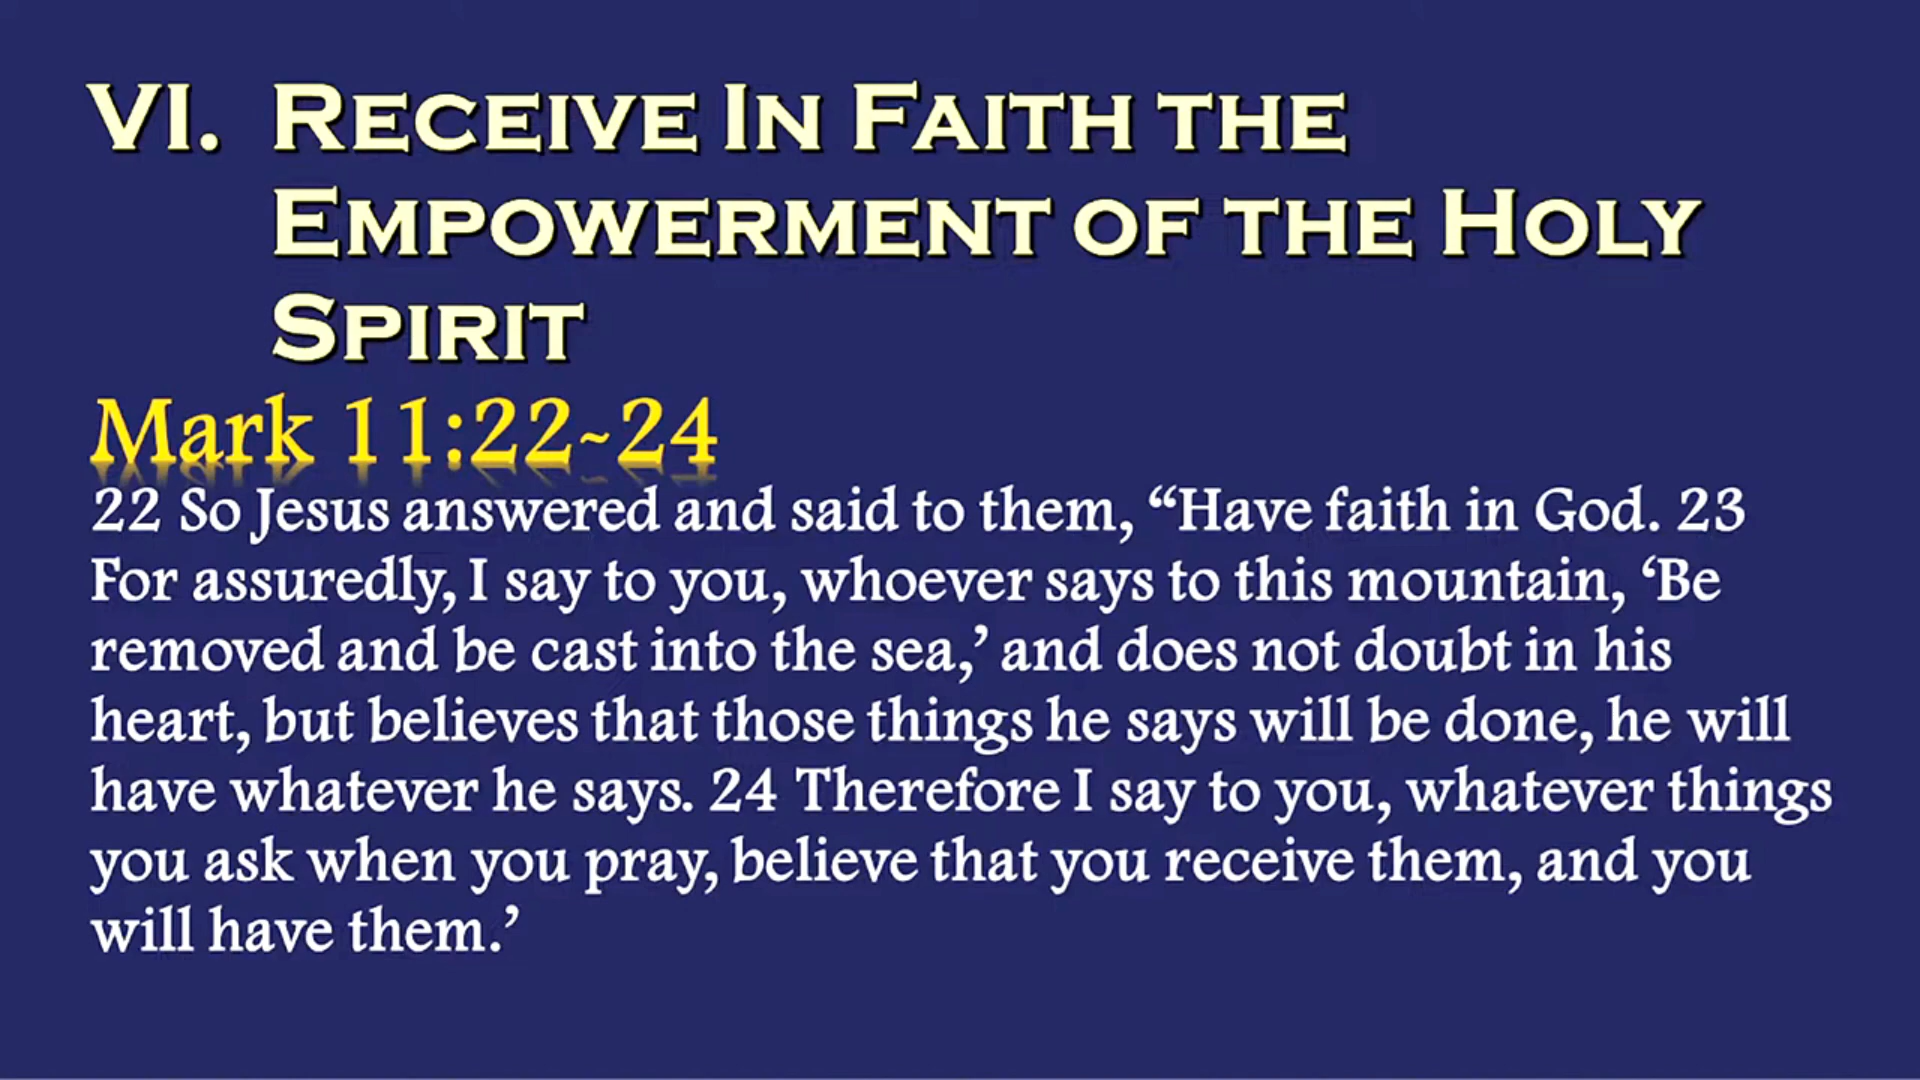 VI. Receive In Faith the
Empowerment of the Holy
Spirit
Mark 11:22~24
22 So Jesus answered and said to them, “Have faith in God. 23
For assuredly, I say to you, whoever says to this mountain, ‘Be
removed and be cast into the sea,’ and does not doubt in his
heart, but believes that those things he says will be done, he will
have whatever he says. 24 Therefore I say to you, whatever things
you ask when you pray, believe that you receive them, and you
will have them.’